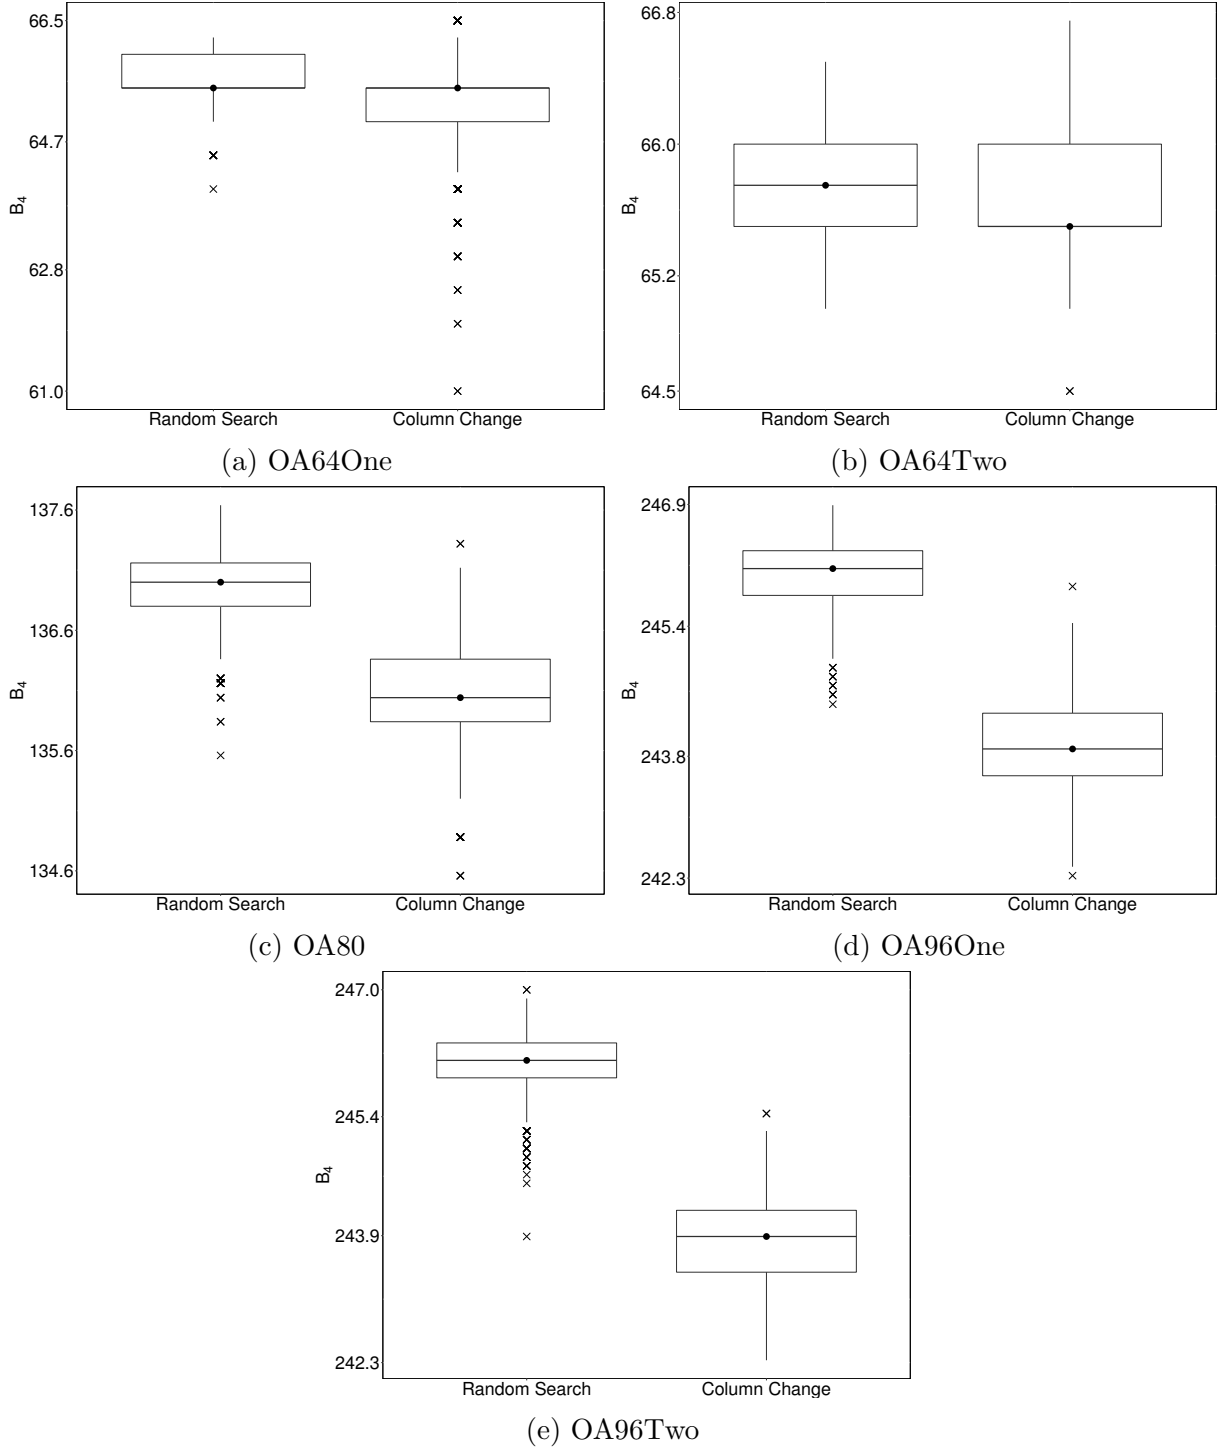 66.5
64.7
62.8
61.0
B4
Random Search Column Change
(a) OA64One
66.8
66.0
65.2
64.5
B4
Random Search Column Change
(b) OA64Two
137.6
136.6
135.6
134.6
B4
Random Search Column Change
(c) OA80
246.9
245.4
243.8
242.3
B4
Random Search Column Change
(d) OA96One
247.0
245.4
243.9
242.3
B4
Random Search Column Change
(e) OA96Two